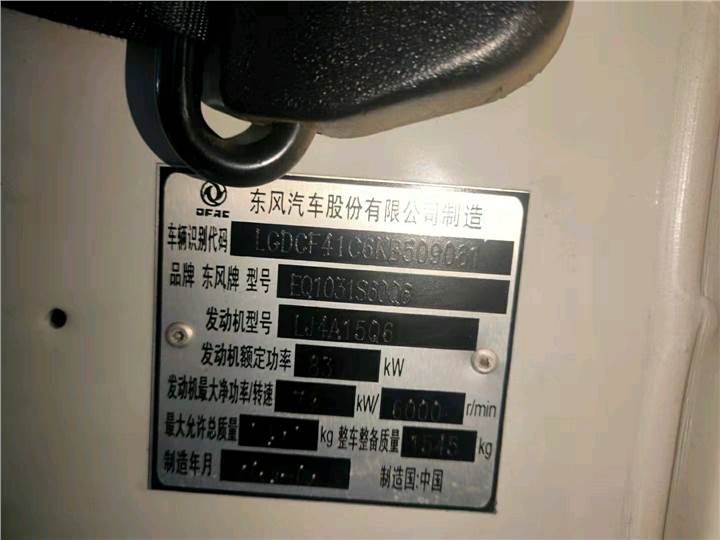 DFAC 东风汽车股份有限公司制造
车辆识别代码 LGDCF41C6NB509061
品牌 东风牌 型号 EQ1031S60Q6
发动机型号 LJ4A15Q6
发动机额定功率 83 kW
发动机最大净功率/转速 kW/ 6000 r/min
最大允许总质量 kg 整车整备质量 1545 kg
制造年月 制造国:中国